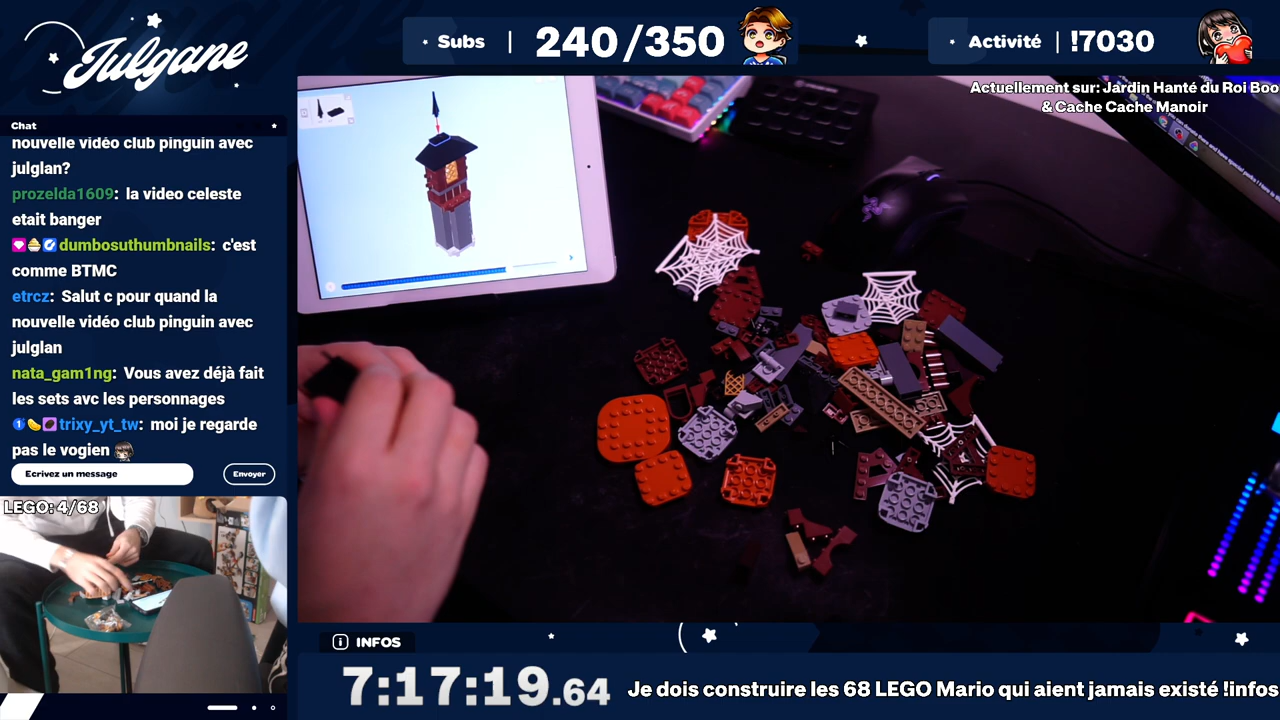 Julgane
Subs | 240/350
Activité | !7030
Actuellement sur: Jardin Hanté du Roi Boo
& Cache Cache Manoir
Chat
nouvelle vidéo club pinguin avec
julglan?
prozelda1609: la video celeste
etait banger
dumbosuthumbnails: c'est
comme BTMC
etrcz: Salut c pour quand la
nouvelle vidéo club pinguin avec
julglan
nata_gam1ng: Vous avez déjà fait
les sets avc les personnages
trixy_yt_tw: moi je regarde
pas le vogien
Ecrivez un message
Envoyer
LEGO: 4/68
INFOS
7:17:19.64
Je dois construire les 68 LEGO Mario qui aient jamais existé !infos